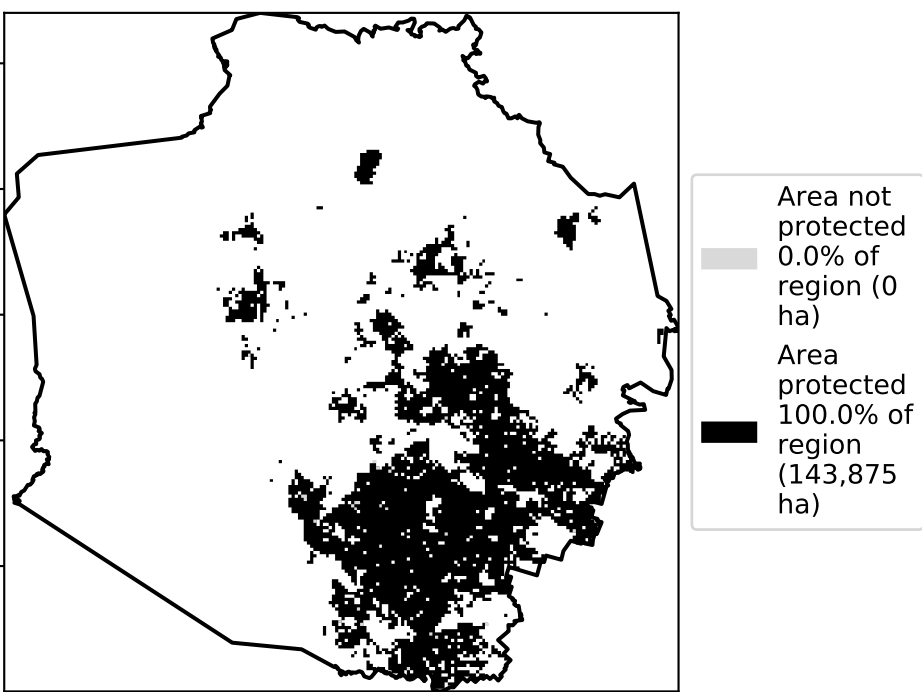 Area not
protected
0.0% of
region (0
ha)
Area
protected
100.0% of
region
(143,875
ha)